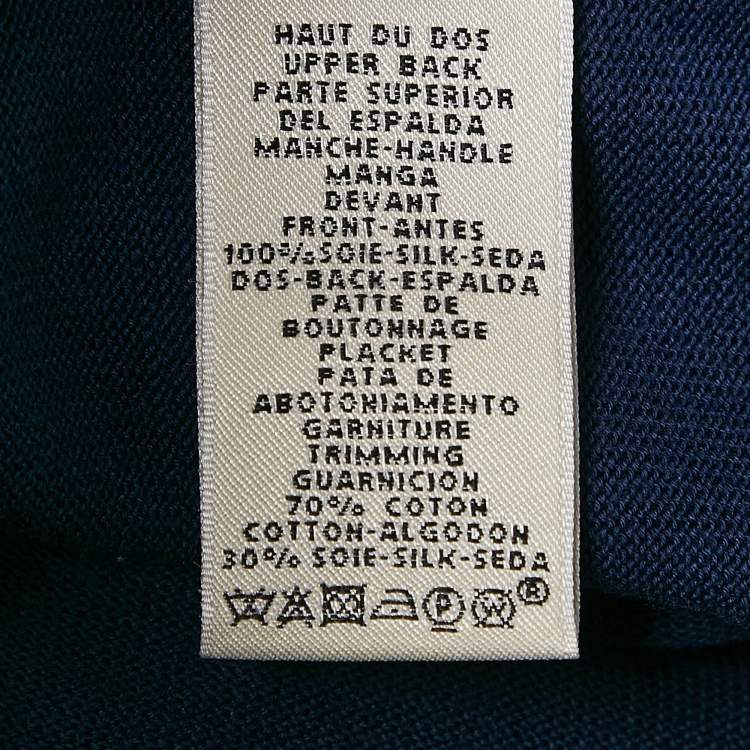 HAUT DU DOS
UPPER BACK
PARTE SUPERIOR
DEL ESPALDA
MANCHE-HANDLE
MANGA
DEVANT
FRONT-ANTES
100%SOIE-SILK-SEDA
DOS-BACK-ESPALDA
PATTE DE
BOUTONNAGE
PLACKET
PATA DE
ABOTONIAMENTO
GARNITURE
TRIMMING
GUARNICION
70% COTON
COTTON-ALGODON
30% SOIE-SILK-SEDA
P W ®